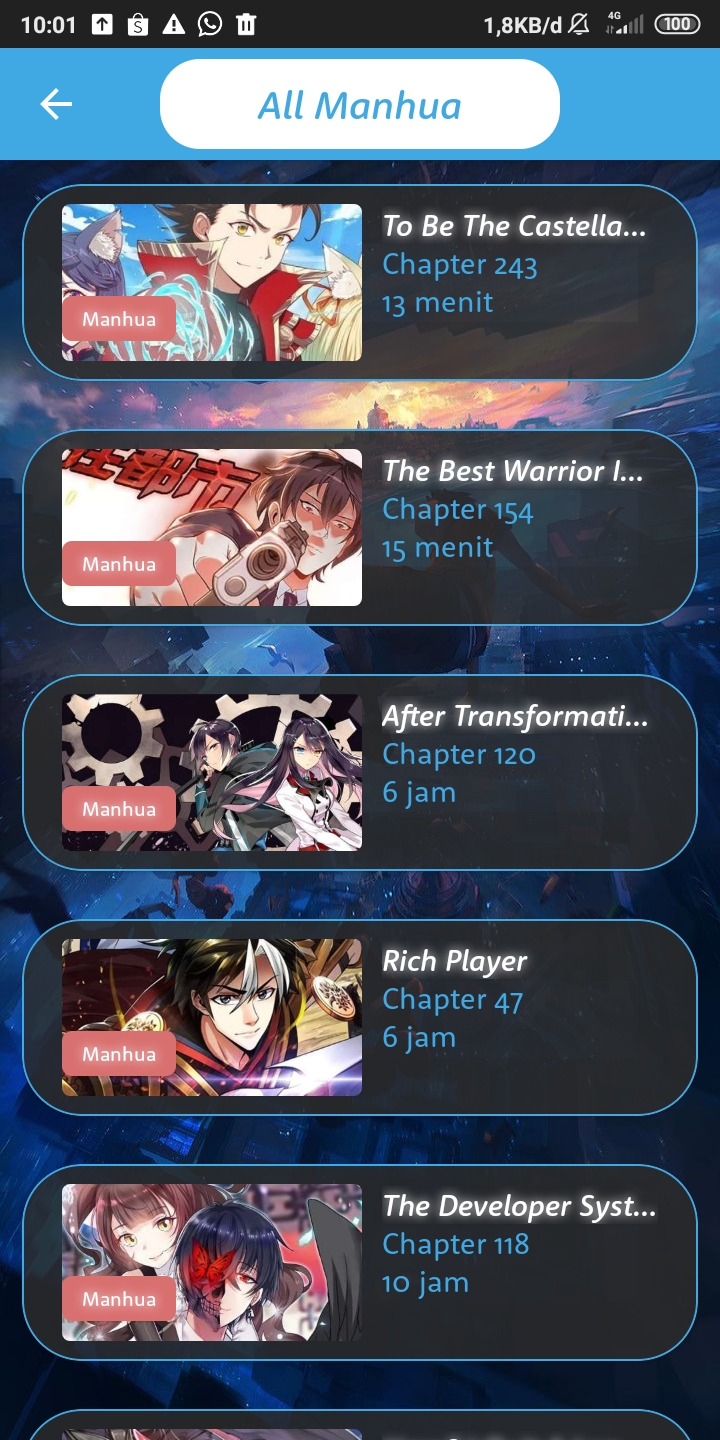 10:01
1,8KB/d
4G
100
All Manhua
To Be The Castella...
Chapter 243
13 menit
Manhua
都市
The Best Warrior I...
Chapter 154
15 menit
Manhua
After Transformati...
Chapter 120
6 jam
Manhua
Rich Player
Chapter 47
6 jam
Manhua
The Developer Syst...
Chapter 118
10 jam
Manhua